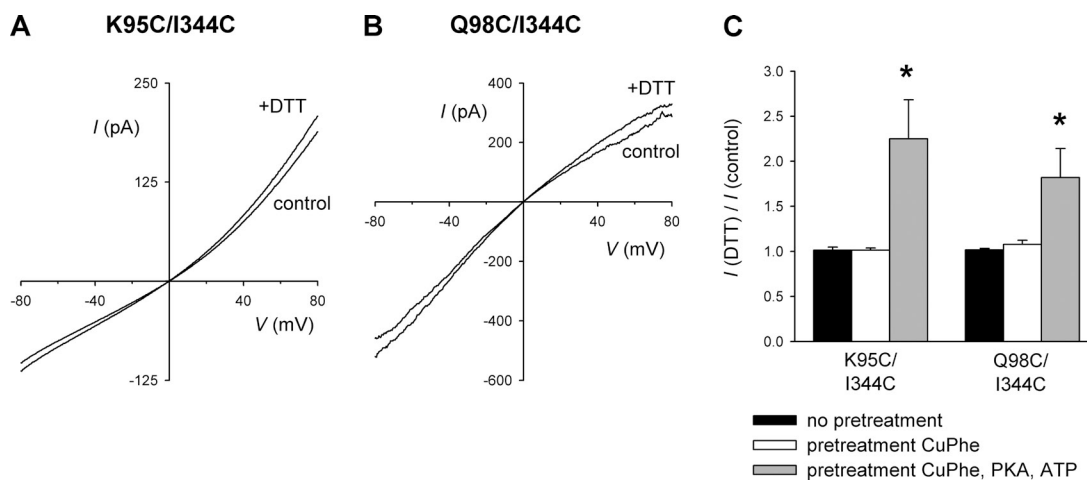 A K95C/I344C
250
I (pA)
+DTT
125
control
-80 -40 40 80
V (mV)
-125
B Q98C/I344C
400
I (pA)
+DTT
200
control
-80 -40 40 80
V (mV)
-200
-400
-600
C
I (DTT) / I (control)
3.0
2.5
2.0
1.5
1.0
0.5
0.0
* *
K95C/
I344C
Q98C/
I344C
no pretreatment
pretreatment CuPhe
pretreatment CuPhe, PKA, ATP